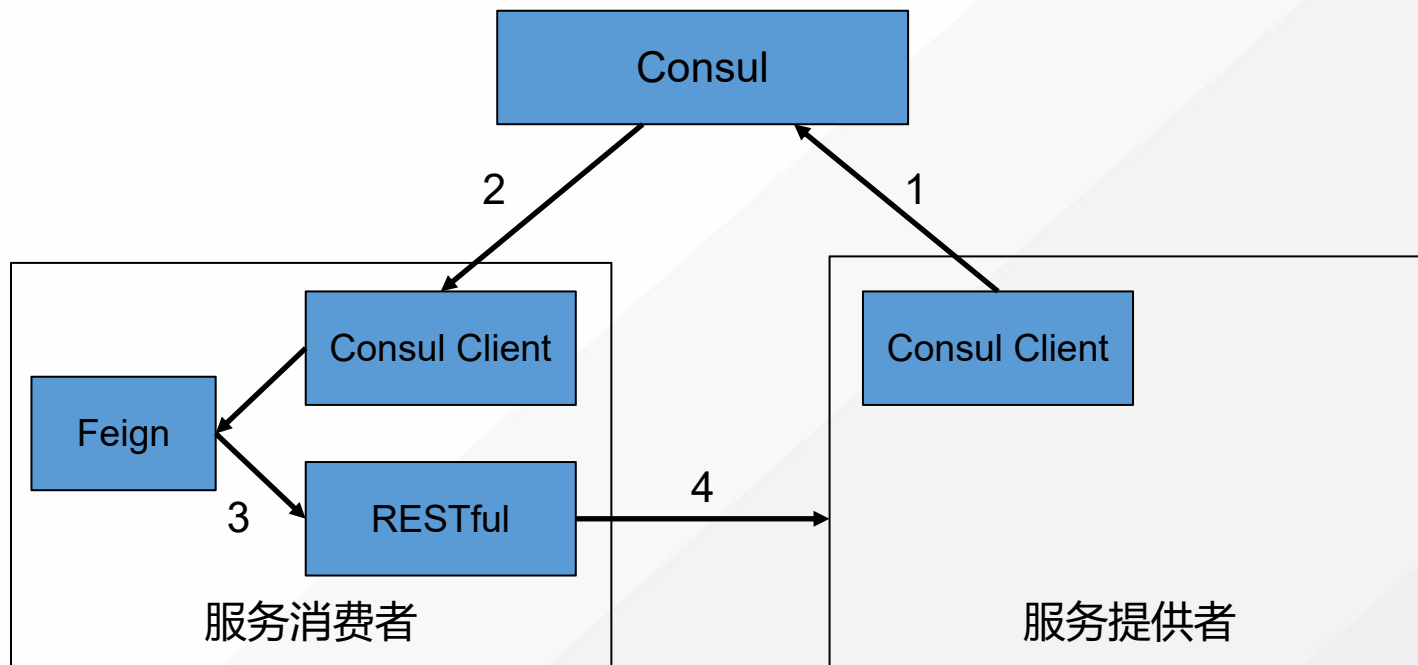 Consul
2
1
Consul Client
Consul Client
Feign
3
RESTful
4
服务消费者
服务提供者